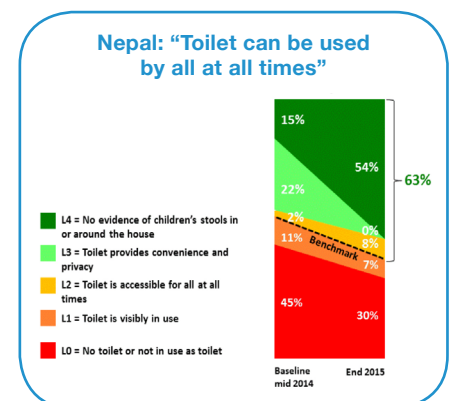 Nepal: “Toilet can be used
by all at all times”
15%
54%
63%
22%
2%
0%
8%
11%
Benchmark
7%
45%
30%
L4 = No evidence of children's stools in
or around the house
L3 = Toilet provides convenience and
privacy
L2 = Toilet is accessible for all at all
times
L1 = Toilet is visibly in use
L0 = No toilet or not in use as toilet
Baseline
mid 2014
End 2015